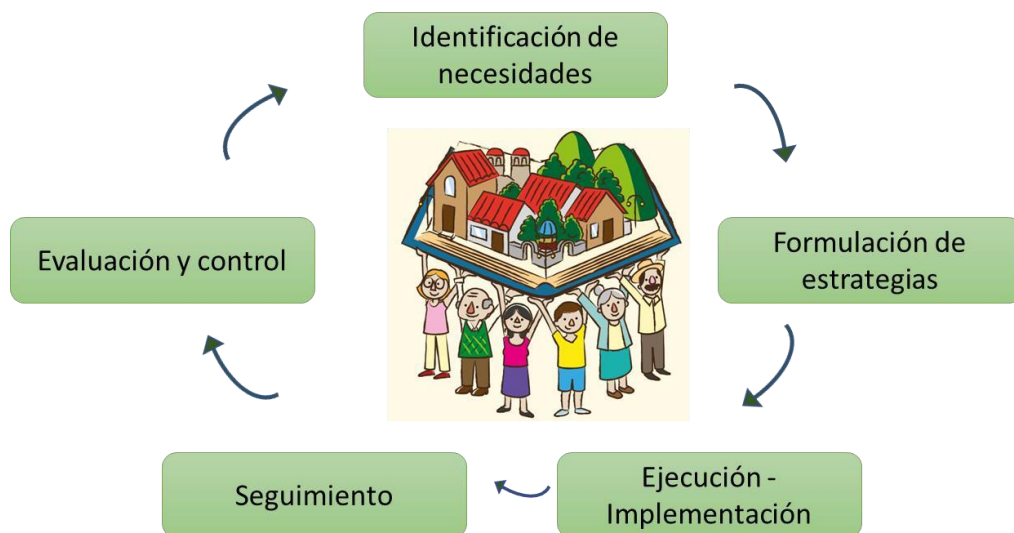 Identificación de
necesidades
Formulación de
estrategias
Ejecución -
Implementación
Seguimiento
Evaluación y control